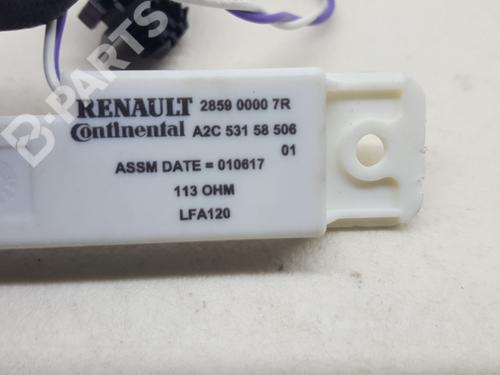 RENAULT 2859 0000 7R
Continental A2C 531 58 506
01
ASSM DATE = 010617
113 OHM
LFA120
B-PARTS